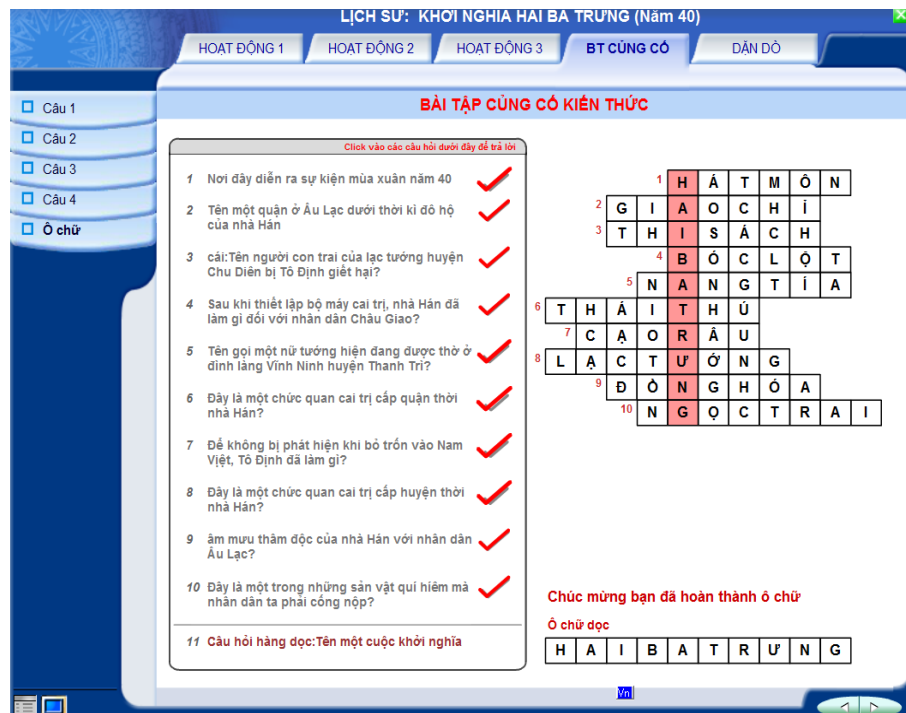 LỊCH SỬ: KHỞI NGHĨA HAI BÀ TRƯNG (Năm 40)
HOẠT ĐỘNG 1
HOẠT ĐỘNG 2
HOẠT ĐỘNG 3
BT CỦNG CỐ
DẶN DÒ
Câu 1
Câu 2
Câu 3
Câu 4
Ô chữ
BÀI TẬP CỦNG CỐ KIẾN THỨC
Click vào các câu hỏi dưới đây để trả lời
1 Nơi đây diễn ra sự kiện mùa xuân năm 40
2 Tên một quận ở Âu Lạc dưới thời kì đô hộ
của nhà Hán
3 cái:Tên người con trai của lạc tướng huyện
Chu Diên bị Tô Định giết hại?
4 Sau khi thiết lập bộ máy cai trị, nhà Hán đã
làm gì đối với nhân dân Châu Giao?
5 Tên gọi một nữ tướng hiện đang được thờ ở
đình làng Vĩnh Ninh huyện Thanh Trì?
6 Đây là một chức quan cai trị cấp quận thời
nhà Hán?
7 Để không bị phát hiện khi bỏ trốn vào Nam
Việt, Tô Định đã làm gì?
8 Đây là một chức quan cai trị cấp huyện thời
nhà Hán?
9 âm mưu thâm độc của nhà Hán với nhân dân
Âu Lạc?
10 Đây là một trong những sản vật quí hiếm mà
nhân dân ta phải cống nộp?
11 Câu hỏi hàng dọc:Tên một cuộc khởi nghĩa
1 H Á T M Ô N
2 G I A O C H Ỉ
3 T H I S Á C H
4 B Ó C L Ộ T
5 N A N G T Í A
6 T H Á I T H Ú
7 C Ạ O R Â U
8 L Ạ C T Ư Ớ N G
9 Đ Ồ N G H Ó A
10 N G Ọ C T R A I
Chúc mừng bạn đã hoàn thành ô chữ
Ô chữ dọc
H A I B A T R Ư N G
Vn